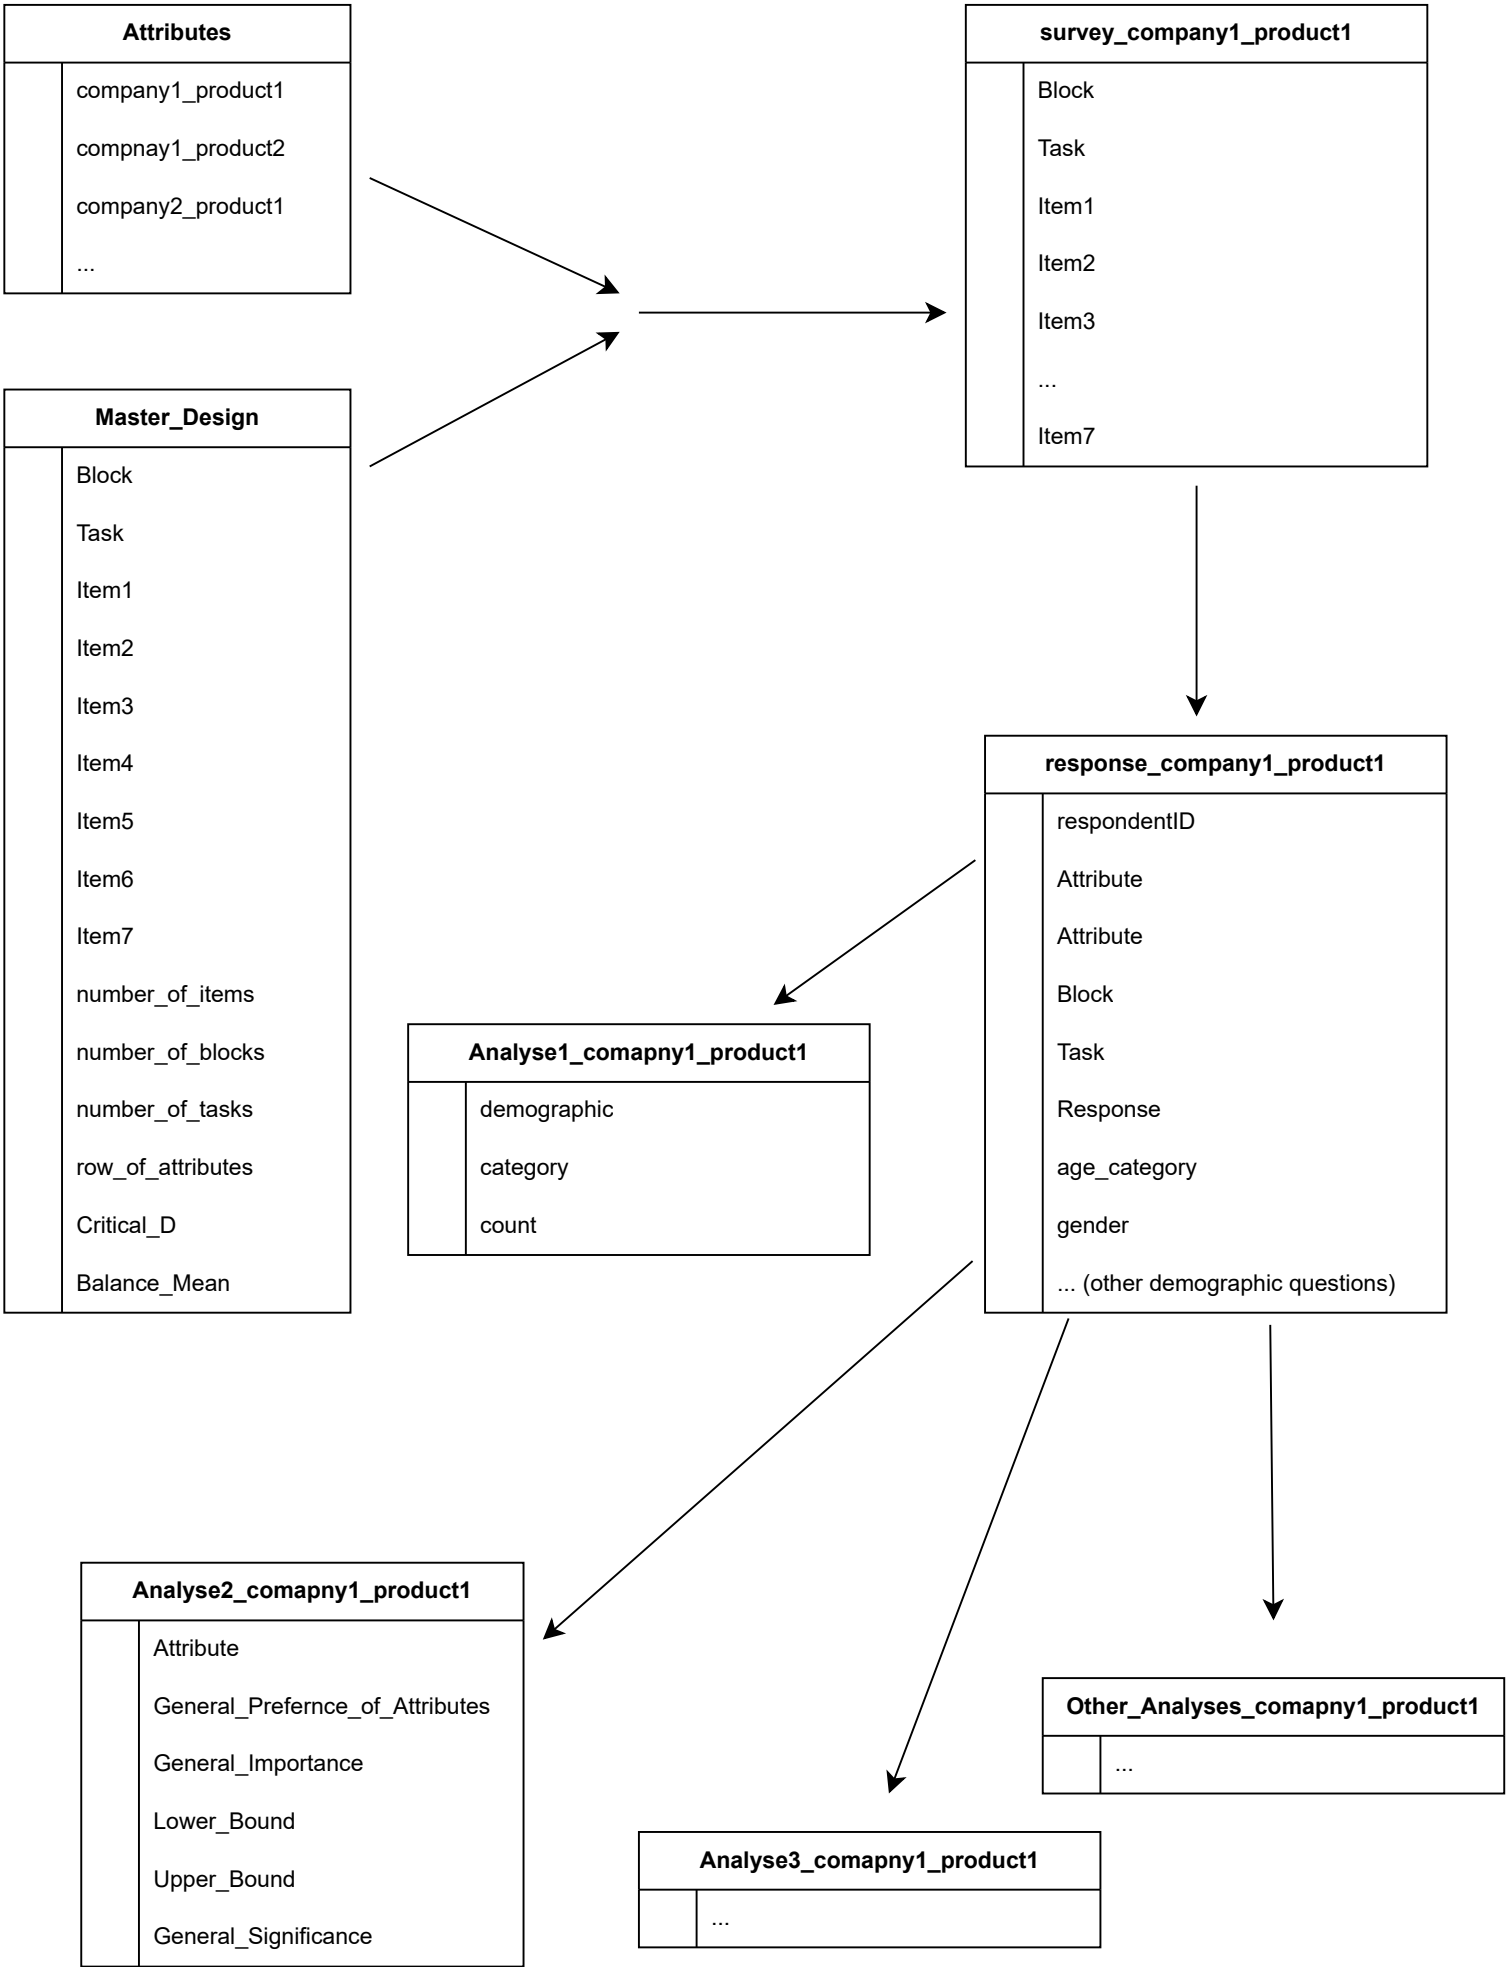 Attributes
company1_product1
compnay1_product2
company2_product1
...
survey_company1_product1
Block
Task
Item1
Item2
Item3
...
Item7
Master_Design
Block
Task
Item1
Item2
Item3
Item4
Item5
Item6
Item7
number_of_items
number_of_blocks
number_of_tasks
row_of_attributes
Critical_D
Balance_Mean
response_company1_product1
respondentID
Attribute
Attribute
Block
Task
Response
age_category
gender
... (other demographic questions)
Analyse1_comapny1_product1
demographic
category
count
Analyse2_comapny1_product1
Attribute
General_Prefernce_of_Attributes
General_Importance
Lower_Bound
Upper_Bound
General_Significance
Other_Analyses_comapny1_product1
...
Analyse3_comapny1_product1
...